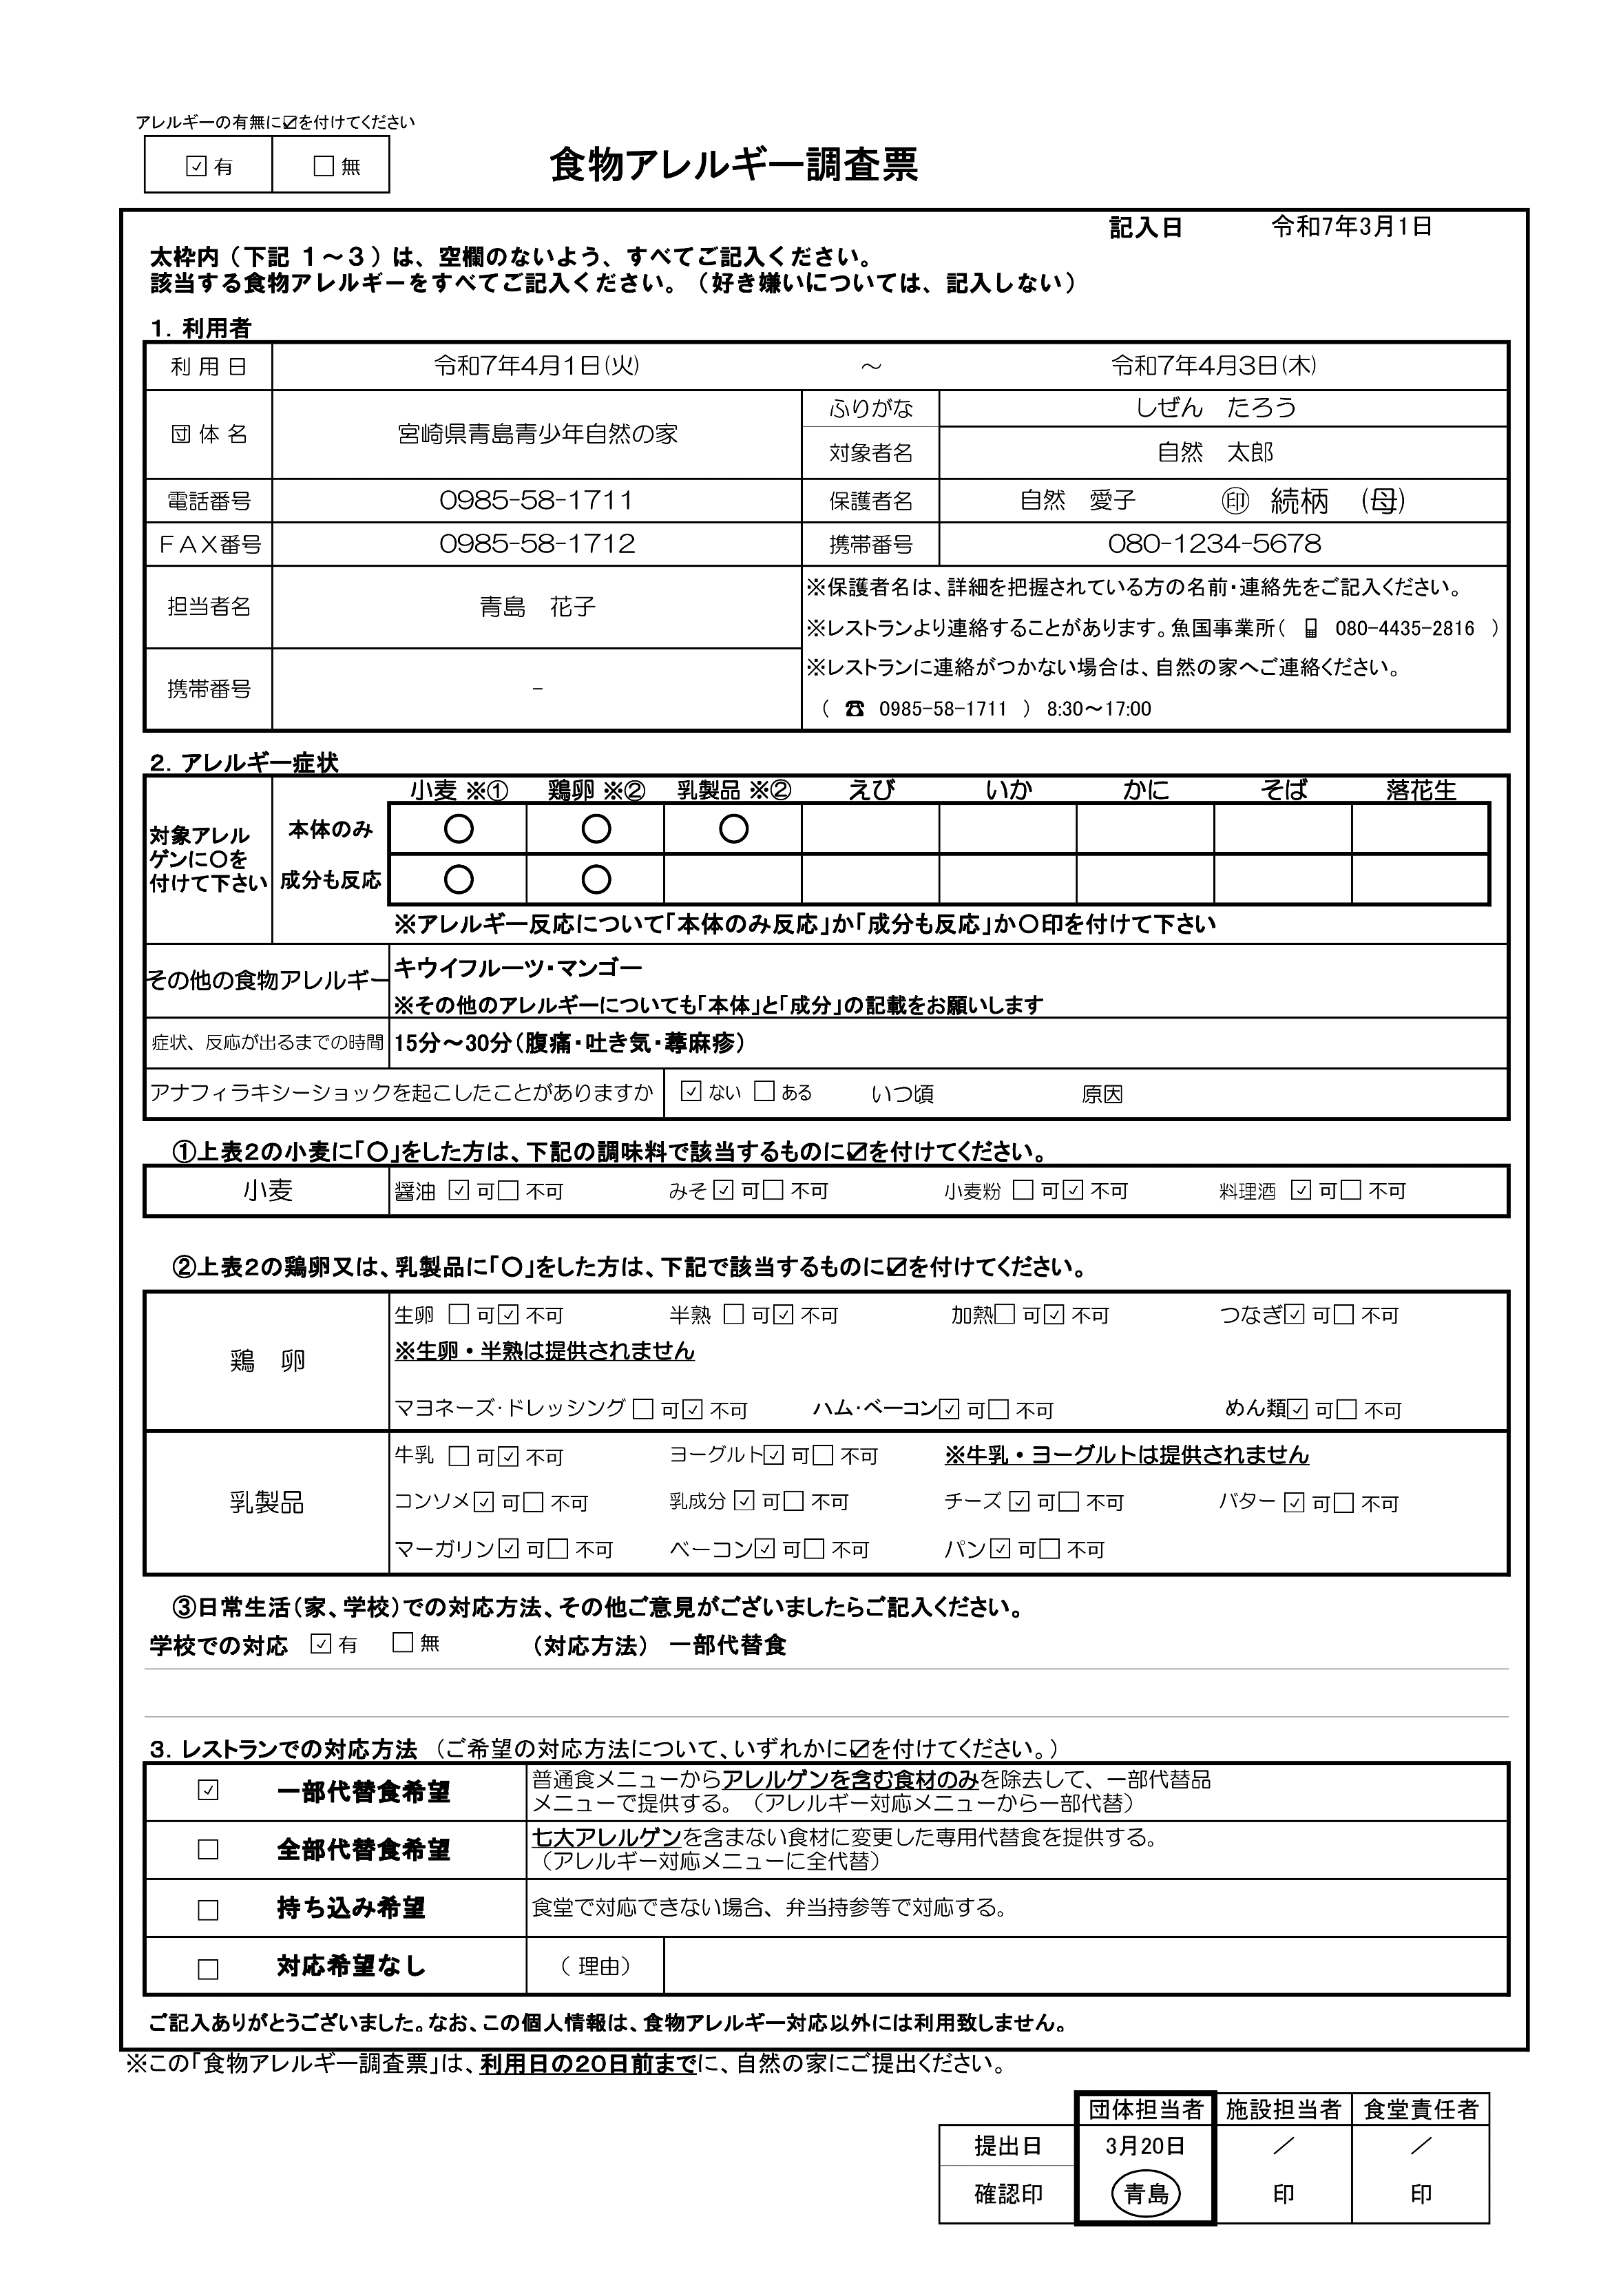 アレルギーの有無に☑を付けてください
☑ 有 ☐ 無
食物アレルギー調査票
記入日 令和7年3月1日
太枠内(下記 1~3)は、空欄のないよう、すべてご記入ください。
該当する食物アレルギーをすべてご記入ください。(好き嫌いについては、記入しない)
1. 利用者
利用日 令和7年4月1日(火) ~ 令和7年4月3日(木)
団体名 宮崎県青島青少年自然の家
ふりがな しぜん たろう
対象者名 自然 太郎
電話番号 0985-58-1711 保護者名 自然 愛子 ㊞ 続柄 (母)
FAX番号 0985-58-1712 携帯番号 080-1234-5678
担当者名 青島 花子
携帯番号 -
※保護者名は、詳細を把握されている方の名前・連絡先をご記入ください。
※レストランより連絡することがあります。魚国事業所( 080-4435-2816 )
※レストランに連絡がつかない場合は、自然の家へご連絡ください。
( ☎ 0985-58-1711 ) 8:30~17:00
2. アレルギー症状
対象アレルゲンに〇を付けて下さい
小麦 ※① 鶏卵 ※② 乳製品 ※② えび いか かに そば 落花生
本体のみ 〇 〇 〇
成分も反応 〇 〇
※アレルギー反応について「本体のみ反応」か「成分も反応」か〇印を付けて下さい
その他の食物アレルギー キウイフルーツ・マンゴー
※その他のアレルギーについても「本体」と「成分」の記載をお願いします
症状、反応が出るまでの時間 15分~30分(腹痛・吐き気・蕁麻疹)
アナフィラキシーショックを起こしたことがありますか ☑ ない ☐ ある いつ頃 原因
①上表2の小麦に「〇」をした方は、下記の調味料で該当するものに☑を付けてください。
小麦 醤油 ☑ 可 ☐ 不可 みそ ☑ 可 ☐ 不可 小麦粉 ☐ 可 ☑ 不可 料理酒 ☑ 可 ☐ 不可
②上表2の鶏卵又は、乳製品に「〇」をした方は、下記で該当するものに☑を付けてください。
鶏 卵
生卵 ☐ 可 ☑ 不可 半熟 ☐ 可 ☑ 不可 加熱 ☐ 可 ☑ 不可 つなぎ ☑ 可 ☐ 不可
※生卵・半熟は提供されません
マヨネーズ・ドレッシング ☐ 可 ☑ 不可 ハム・ベーコン ☑ 可 ☐ 不可 めん類 ☑ 可 ☐ 不可
乳製品
牛乳 ☐ 可 ☑ 不可 ヨーグルト ☑ 可 ☐ 不可 ※牛乳・ヨーグルトは提供されません
コンソメ ☑ 可 ☐ 不可 乳成分 ☑ 可 ☐ 不可 チーズ ☑ 可 ☐ 不可 バター ☑ 可 ☐ 不可
マーガリン ☑ 可 ☐ 不可 ベーコン ☑ 可 ☐ 不可 パン ☑ 可 ☐ 不可
③日常生活(家、学校)での対応方法、その他ご意見がございましたらご記入ください。
学校での対応 ☑ 有 ☐ 無 (対応方法) 一部代替食
3. レストランでの対応方法 (ご希望の対応方法について、いずれかに☑を付けてください。)
☑ 一部代替食希望 普通食メニューからアレルゲンを含む食材のみを除去して、一部代替品
メニューで提供する。(アレルギー対応メニューから一部代替)
☐ 全部代替食希望 七大アレルゲンを含まない食材に変更した専用代替食を提供する。
(アレルギー対応メニューに全代替)
☐ 持ち込み希望 食堂で対応できない場合、弁当持参等で対応する。
☐ 対応希望なし (理由)
ご記入ありがとうございました。なお、この個人情報は、食物アレルギー対応以外には利用致しません。
※この「食物アレルギー調査票」は、利用日の20日前までに、自然の家にご提出ください。
団体担当者 施設担当者 食堂責任者
提出日 3月20日 / /
確認印 青島 印 印